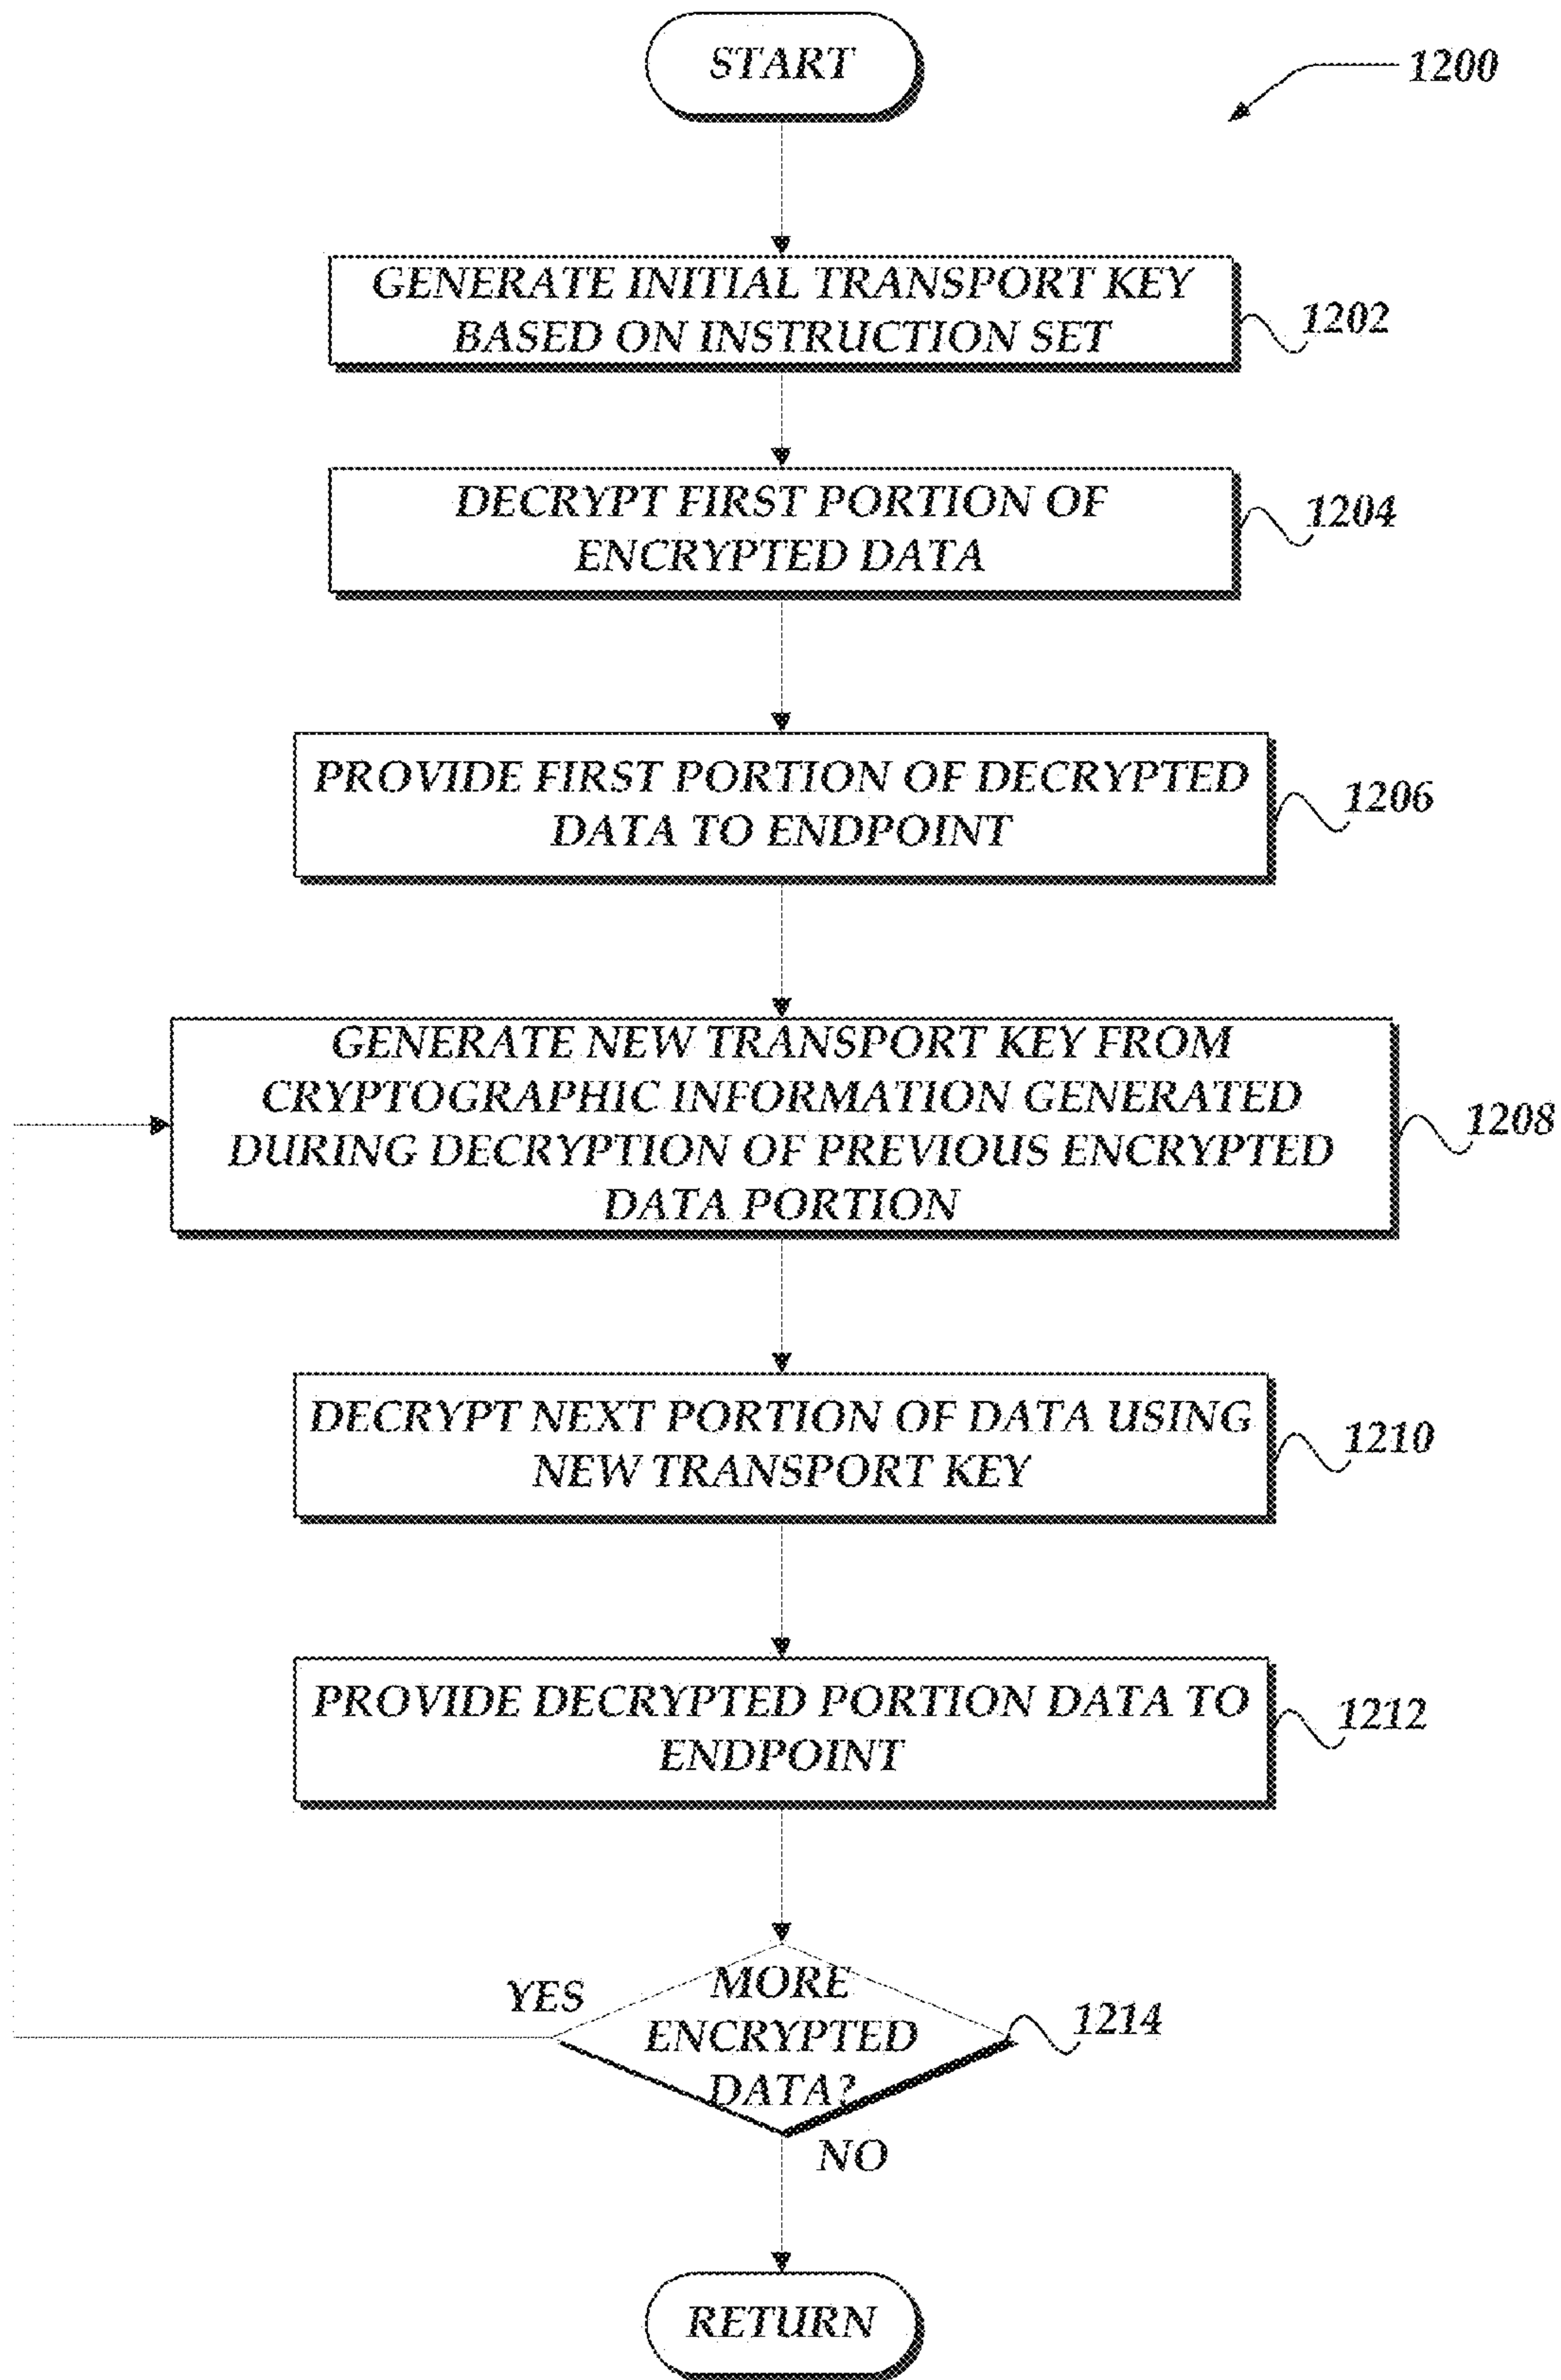 START
1200
GENERATE INITIAL TRANSPORT KEY
BASED ON INSTRUCTION SET
1202
DECRYPT FIRST PORTION OF
ENCRYPTED DATA
1204
PROVIDE FIRST PORTION OF DECRYPTED
DATA TO ENDPOINT
1206
GENERATE NEW TRANSPORT KEY FROM
CRYPTOGRAPHIC INFORMATION GENERATED
DURING DECRYPTION OF PREVIOUS ENCRYPTED
DATA PORTION
1208
DECRYPT NEXT PORTION OF DATA USING
NEW TRANSPORT KEY
1210
PROVIDE DECRYPTED PORTION DATA TO
ENDPOINT
1212
YES
MORE
ENCRYPTED
DATA?
1214
NO
RETURN